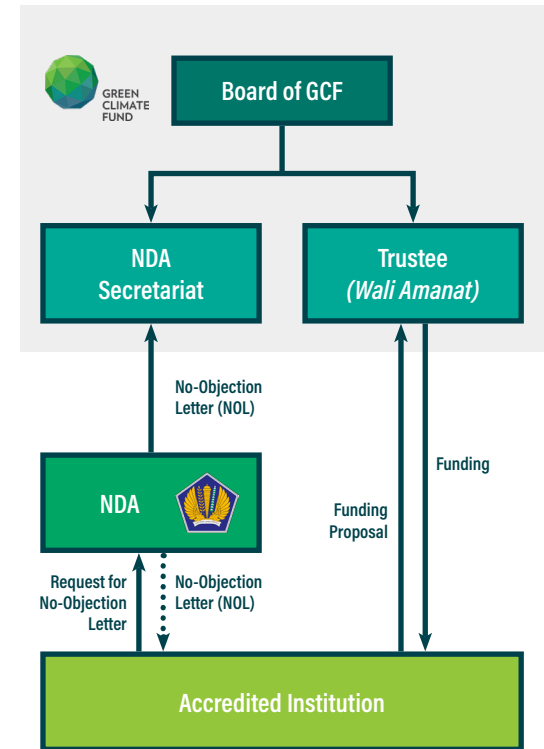 GREEN
CLIMATE
FUND
Board of GCF
NDA
Secretariat
Trustee
(Wali Amanat)
No-Objection
Letter (NOL)
NDA
Funding
Funding
Proposal
Request for
No-Objection
Letter
No-Objection
Letter (NOL)
Accredited Institution